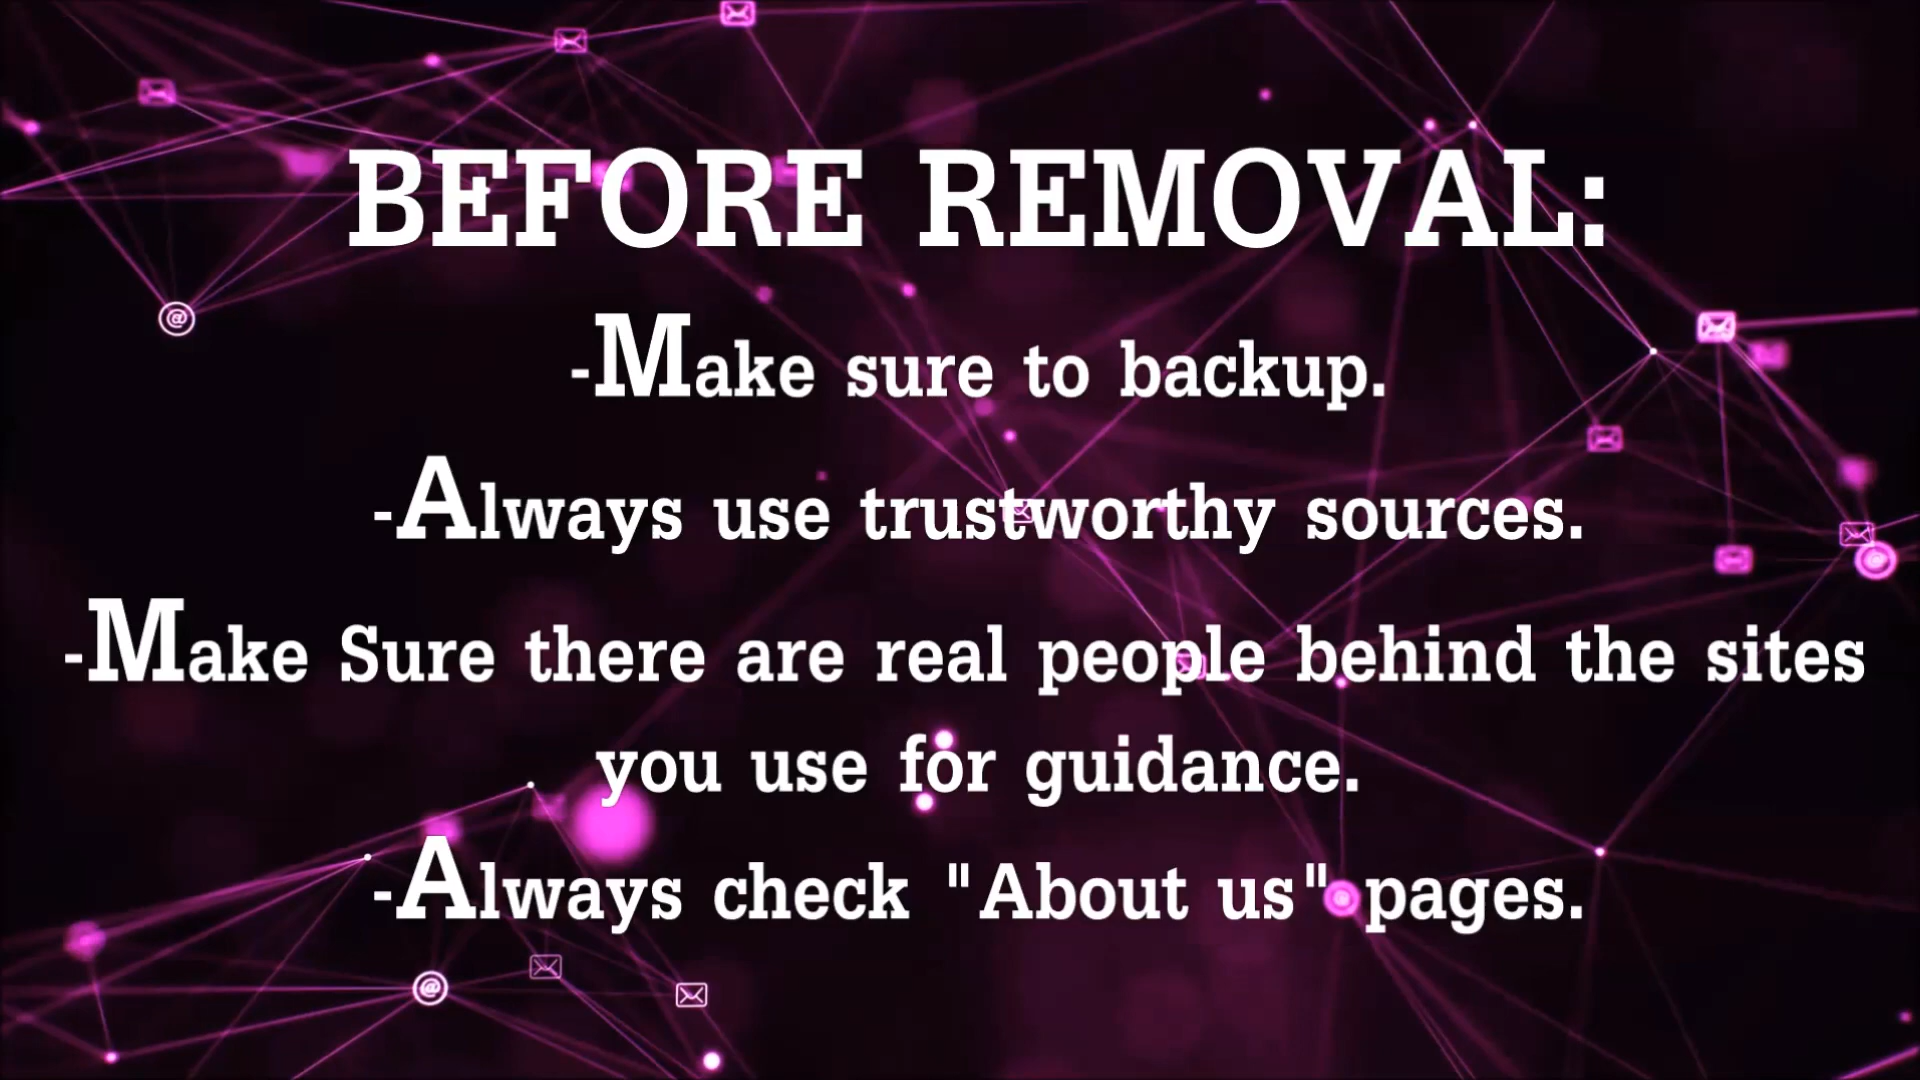 BEFORE REMOVAL:
-Make sure to backup.
-Always use trustworthy sources.
-Make Sure there are real people behind the sites
you use for guidance.
-Always check "About us" pages.